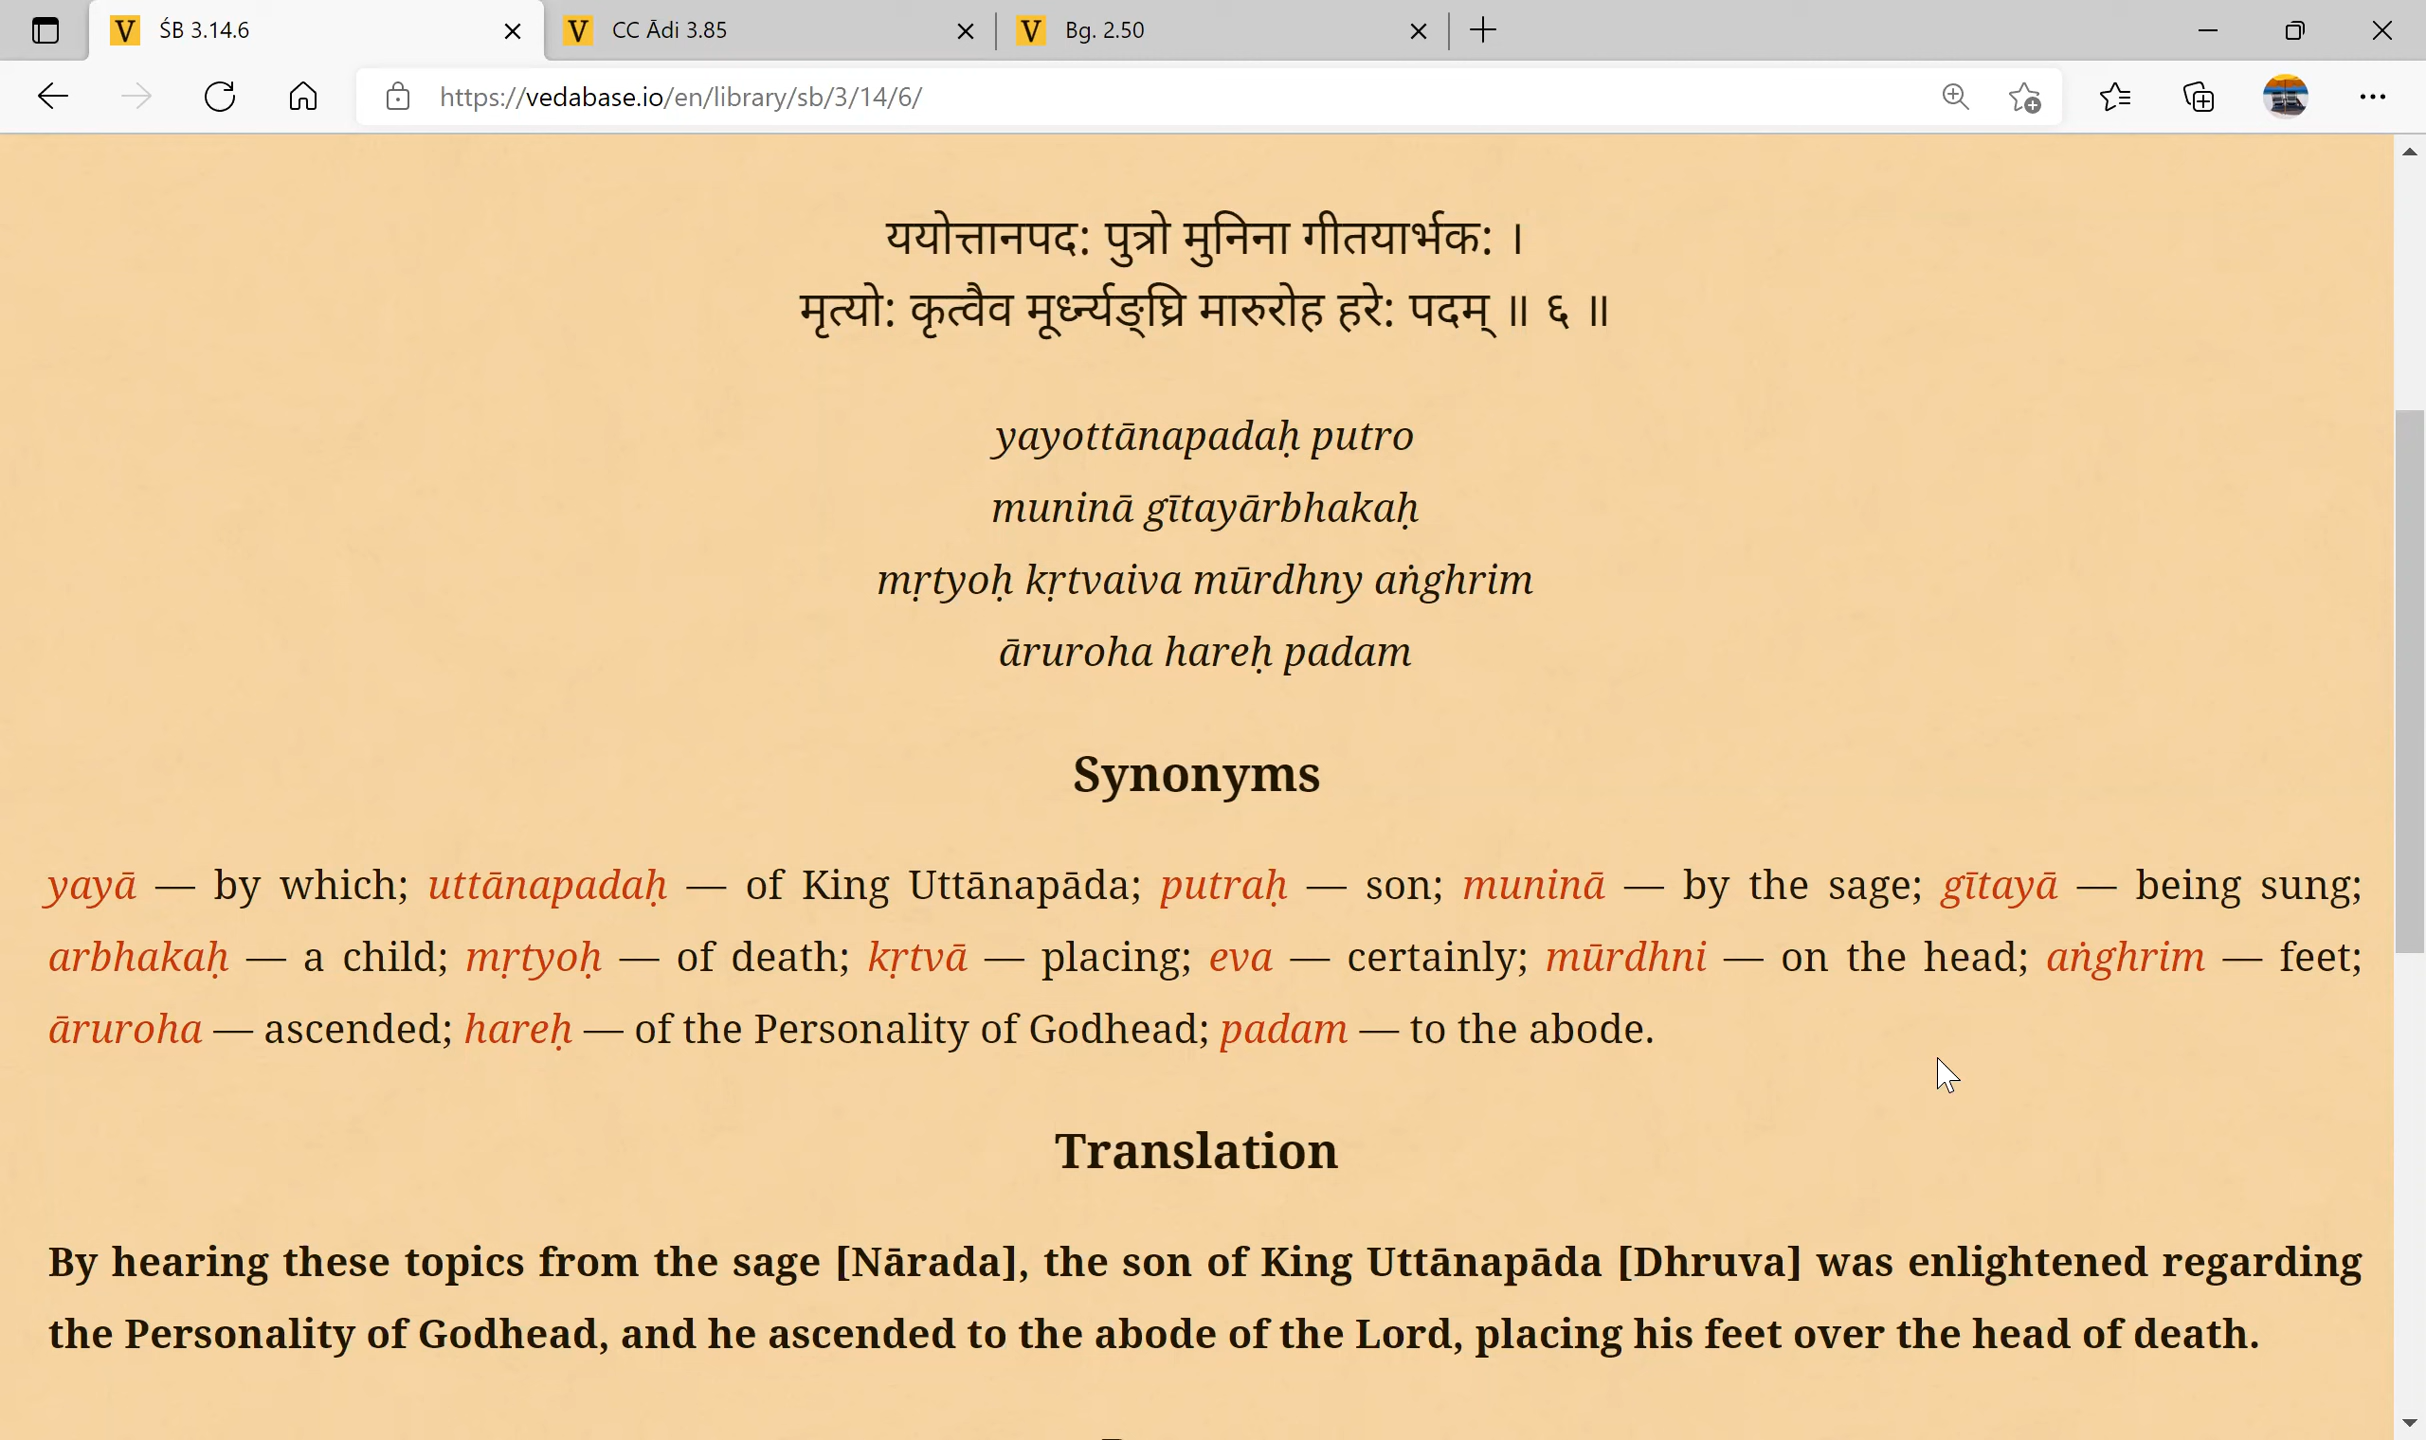 ŚB 3.14.6
CC Ādi 3.85
Bg. 2.50
https://vedabase.io/en/library/sb/3/14/6/
ययोत्तानपद: पुत्रो मुनिना गीतयार्भक: ।
मृत्यो: कृत्वैव मूर्ध्‍न्यङ्‌घ्रि मारुरोह हरे: पदम् ॥ ६ ॥
yayottānapadaḥ putro
muninā gītayārbhakaḥ
mṛtyoḥ kṛtvaiva mūrdhny aṅghrim
āruroha hareḥ padam
Synonyms
yayā — by which; uttānapadaḥ — of King Uttānapāda; putraḥ — son; muninā — by the sage; gītayā — being sung;
arbhakaḥ — a child; mṛtyoḥ — of death; kṛtvā — placing; eva — certainly; mūrdhni — on the head; aṅghrim — feet;
āruroha — ascended; hareḥ — of the Personality of Godhead; padam — to the abode.
Translation
By hearing these topics from the sage [Nārada], the son of King Uttānapāda [Dhruva] was enlightened regarding
the Personality of Godhead, and he ascended to the abode of the Lord, placing his feet over the head of death.